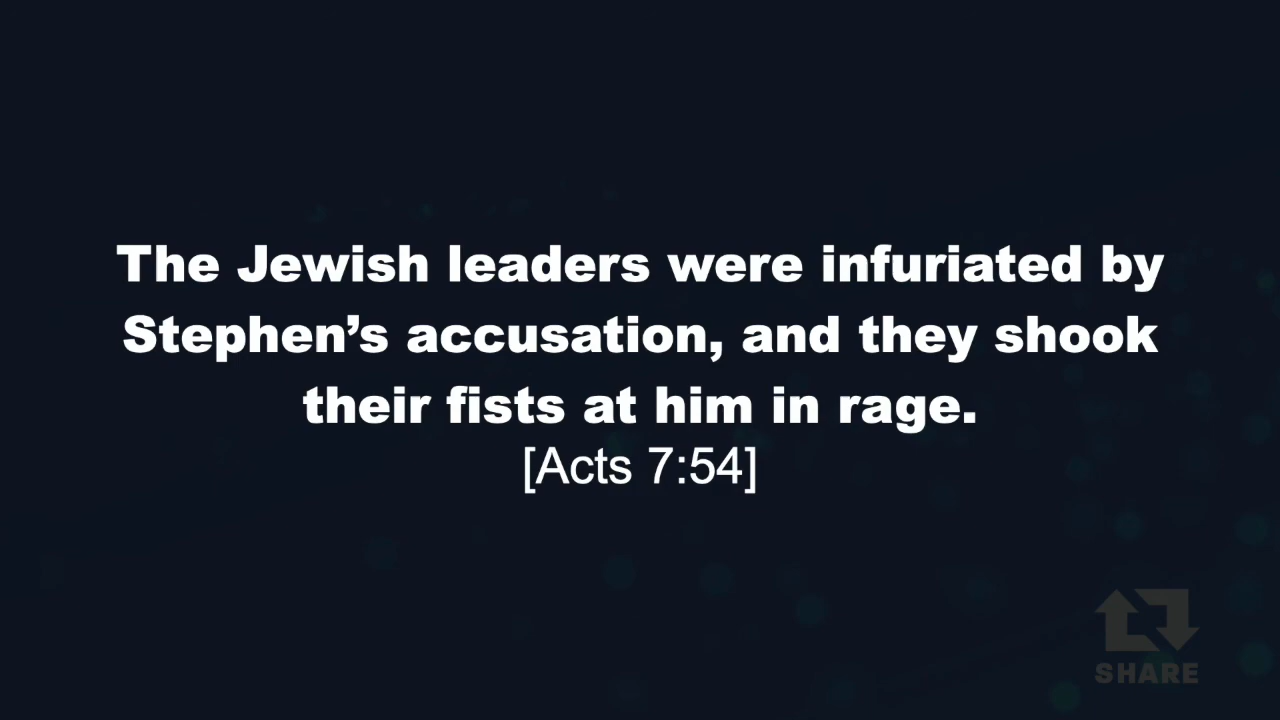 The Jewish leaders were infuriated by
Stephen’s accusation, and they shook
their fists at him in rage.
[Acts 7:54]
SHARE